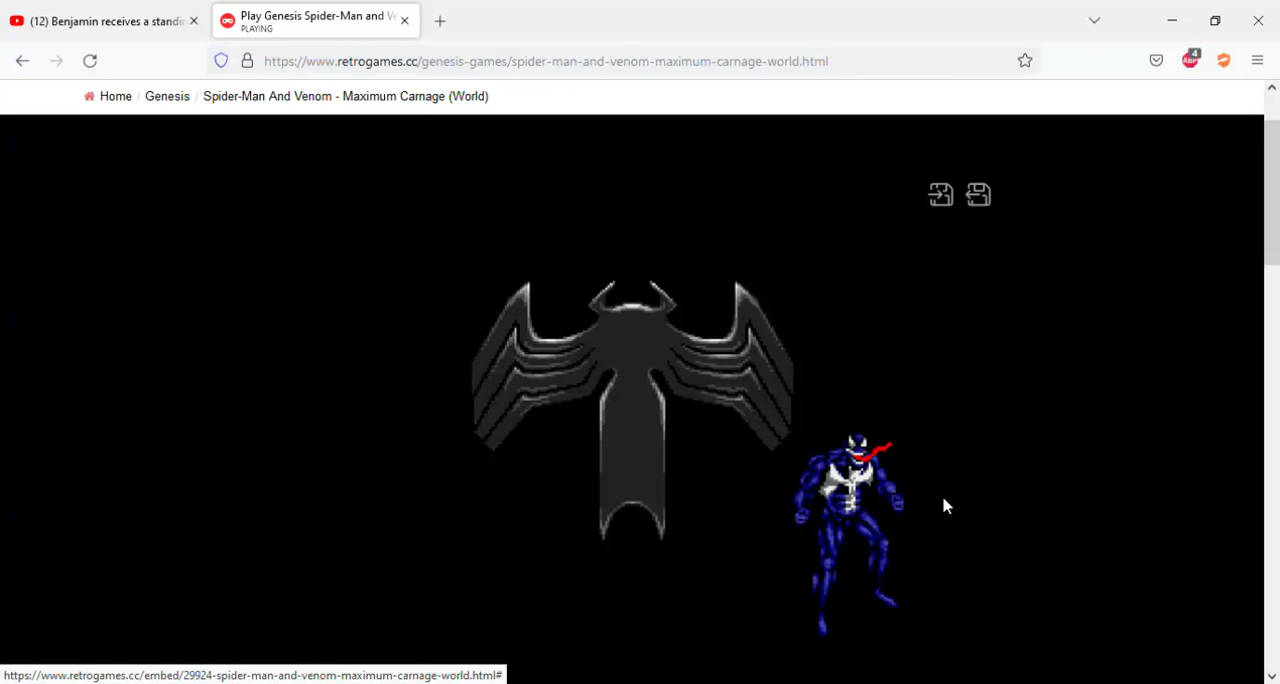 (12) Benjamin receives a standi
Play Genesis Spider-Man and V
PLAYING
https://www.retrogames.cc/genesis-games/spider-man-and-venom-maximum-carnage-world.html
4
ABP
Home / Genesis / Spider-Man And Venom - Maximum Carnage (World)
https://www.retrogames.cc/embed/29924-spider-man-and-venom-maximum-carnage-world.html#